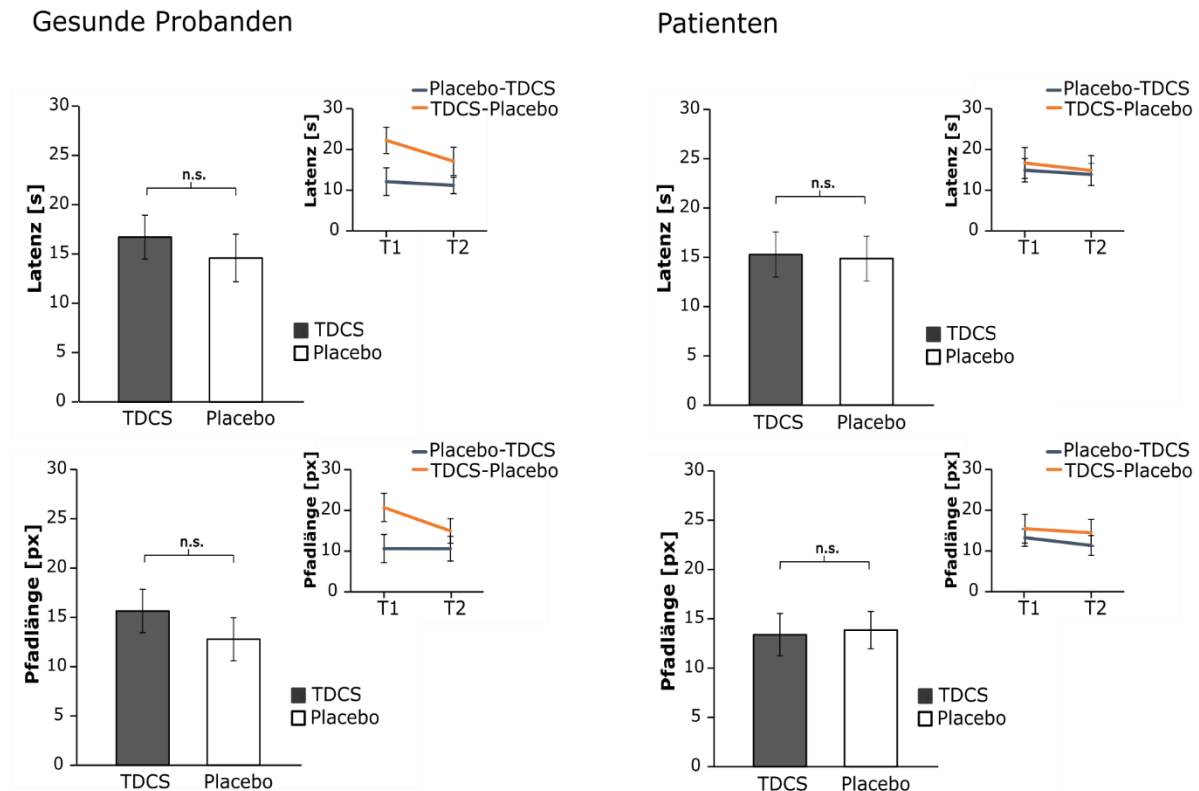 Gesunde Probanden
Patienten
Placebo-TDCS
TDCS-Placebo
Latenz [s]
30
20
10
0
T1
T2
Latenz [s]
30
25
20
15
10
5
0
n.s.
TDCS
Placebo
TDCS
Placebo
Placebo-TDCS
TDCS-Placebo
Latenz [s]
30
20
10
0
T1
T2
Latenz [s]
30
25
20
15
10
5
0
n.s.
TDCS
Placebo
TDCS
Placebo
Placebo-TDCS
TDCS-Placebo
Pfadlänge [px]
30
20
10
0
T1
T2
Pfadlänge [px]
30
25
20
15
10
5
0
n.s.
TDCS
Placebo
TDCS
Placebo
Placebo-TDCS
TDCS-Placebo
Pfadlänge [px]
30
20
10
0
T1
T2
Pfadlänge [px]
30
25
20
15
10
5
0
n.s.
TDCS
Placebo
TDCS
Placebo